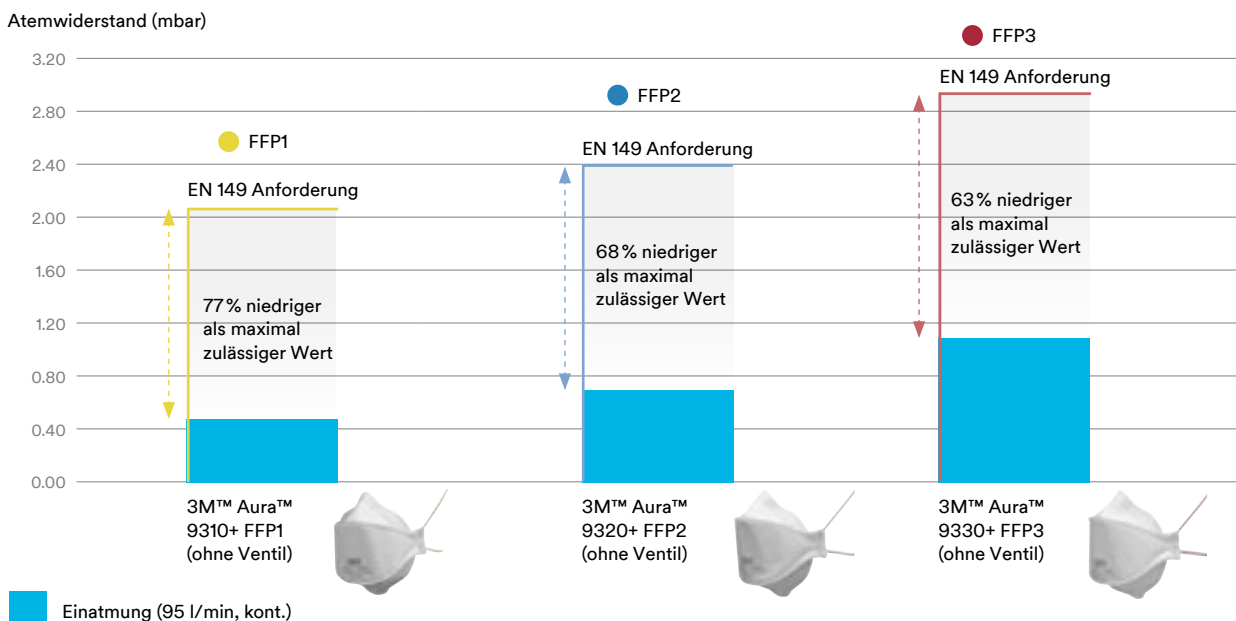 Atemwiderstand (mbar)
FFP3
3.20
EN 149 Anforderung
FFP2
2.80
FFP1
EN 149 Anforderung
2.40
EN 149 Anforderung
2.00
63 % niedriger
als maximal
zulässiger Wert
68 % niedriger
als maximal
zulässiger Wert
1.60
77 % niedriger
als maximal
zulässiger Wert
1.20
0.80
0.40
0.00
3M™ Aura™
9310+ FFP1
(ohne Ventil)
3M™ Aura™
9320+ FFP2
(ohne Ventil)
3M™ Aura™
9330+ FFP3
(ohne Ventil)
Einatmung (95 l/min, kont.)